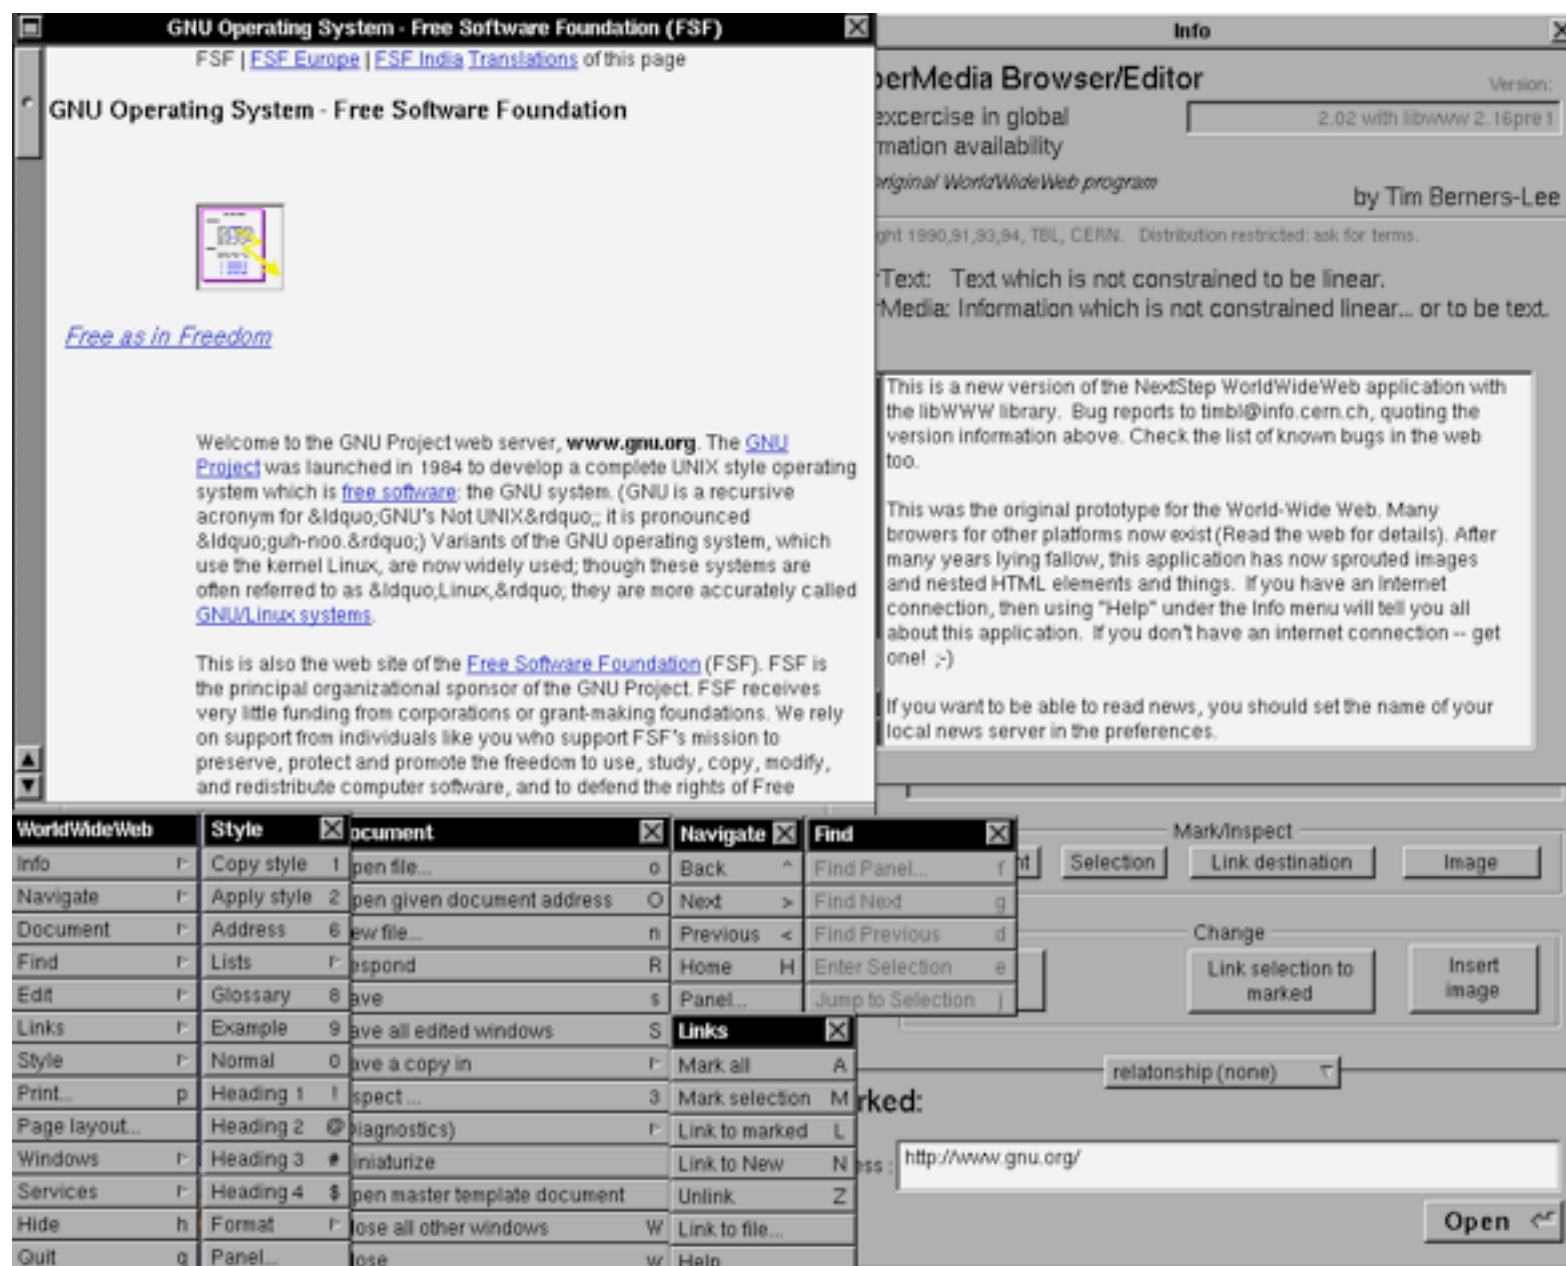 GNU Operating System - Free Software Foundation (FSF)
FSF | FSF Europe | FSF India Translations of this page
GNU Operating System - Free Software Foundation
Free as in Freedom
Welcome to the GNU Project web server, www.gnu.org. The GNU
Project was launched in 1984 to develop a complete UNIX style operating
system which is free software: the GNU system. (GNU is a recursive
acronym for &ldquo;GNU's Not UNIX&rdquo;; it is pronounced
&ldquo;guh-noo.&rdquo;) Variants of the GNU operating system, which
use the kernel Linux, are now widely used; though these systems are
often referred to as &ldquo;Linux,&rdquo; they are more accurately called
GNU/Linux systems.
This is also the web site of the Free Software Foundation (FSF). FSF is
the principal organizational sponsor of the GNU Project. FSF receives
very little funding from corporations or grant-making foundations. We rely
on support from individuals like you who support FSF's mission to
preserve, protect and promote the freedom to use, study, copy, modify,
and redistribute computer software, and to defend the rights of Free
Info
perMedia Browser/Editor
Version:
excercise in global
2.02 with libwww 2.16pre1
mation availability
original WorldWideWeb program
by Tim Berners-Lee
ght 1990,91,93,94, TBL, CERN. Distribution restricted: ask for terms.
rText: Text which is not constrained to be linear.
rMedia: Information which is not constrained linear... or to be text.
This is a new version of the NextStep WorldWideWeb application with
the libWWW library. Bug reports to timbl@info.cern.ch, quoting the
version information above. Check the list of known bugs in the web
too.
This was the original prototype for the World-Wide Web. Many
browers for other platforms now exist (Read the web for details). After
many years lying fallow, this application has now sprouted images
and nested HTML elements and things. If you have an Internet
connection, then using "Help" under the Info menu will tell you all
about this application. If you don't have an internet connection -- get
one! ;-)
If you want to be able to read news, you should set the name of your
local news server in the preferences.
WorldWideWeb
Info
Navigate
Document
Find
Edit
Links
Style
Print... p
Page layout...
Windows
Services
Hide h
Quit q
Style
Copy style 1
Apply style 2
Address 6
Lists
Glossary 8
Example 9
Normal 0
Heading 1 !
Heading 2 @
Heading 3 #
Heading 4 $
Format
Panel...
ocument
pen file... o
pen given document address O
ew file... n
espond R
ave s
ave all edited windows S
ave a copy in
spect ... 3
iagnostics)
iniaturize
pen master template document
lose all other windows W
lose w
Navigate
Back ^
Next >
Previous <
Home H
Panel...
Find
Find Panel... f
Find Next g
Find Previous d
Enter Selection e
Jump to Selection j
Links
Mark all A
Mark selection M
Link to marked L
Link to New N
Unlink Z
Link to file...
Help
Mark/Inspect
nt
Selection
Link destination
Image
Change
Link selection to
marked
Insert
image
relatonship (none)
rked:
ess : http://www.gnu.org/
Open